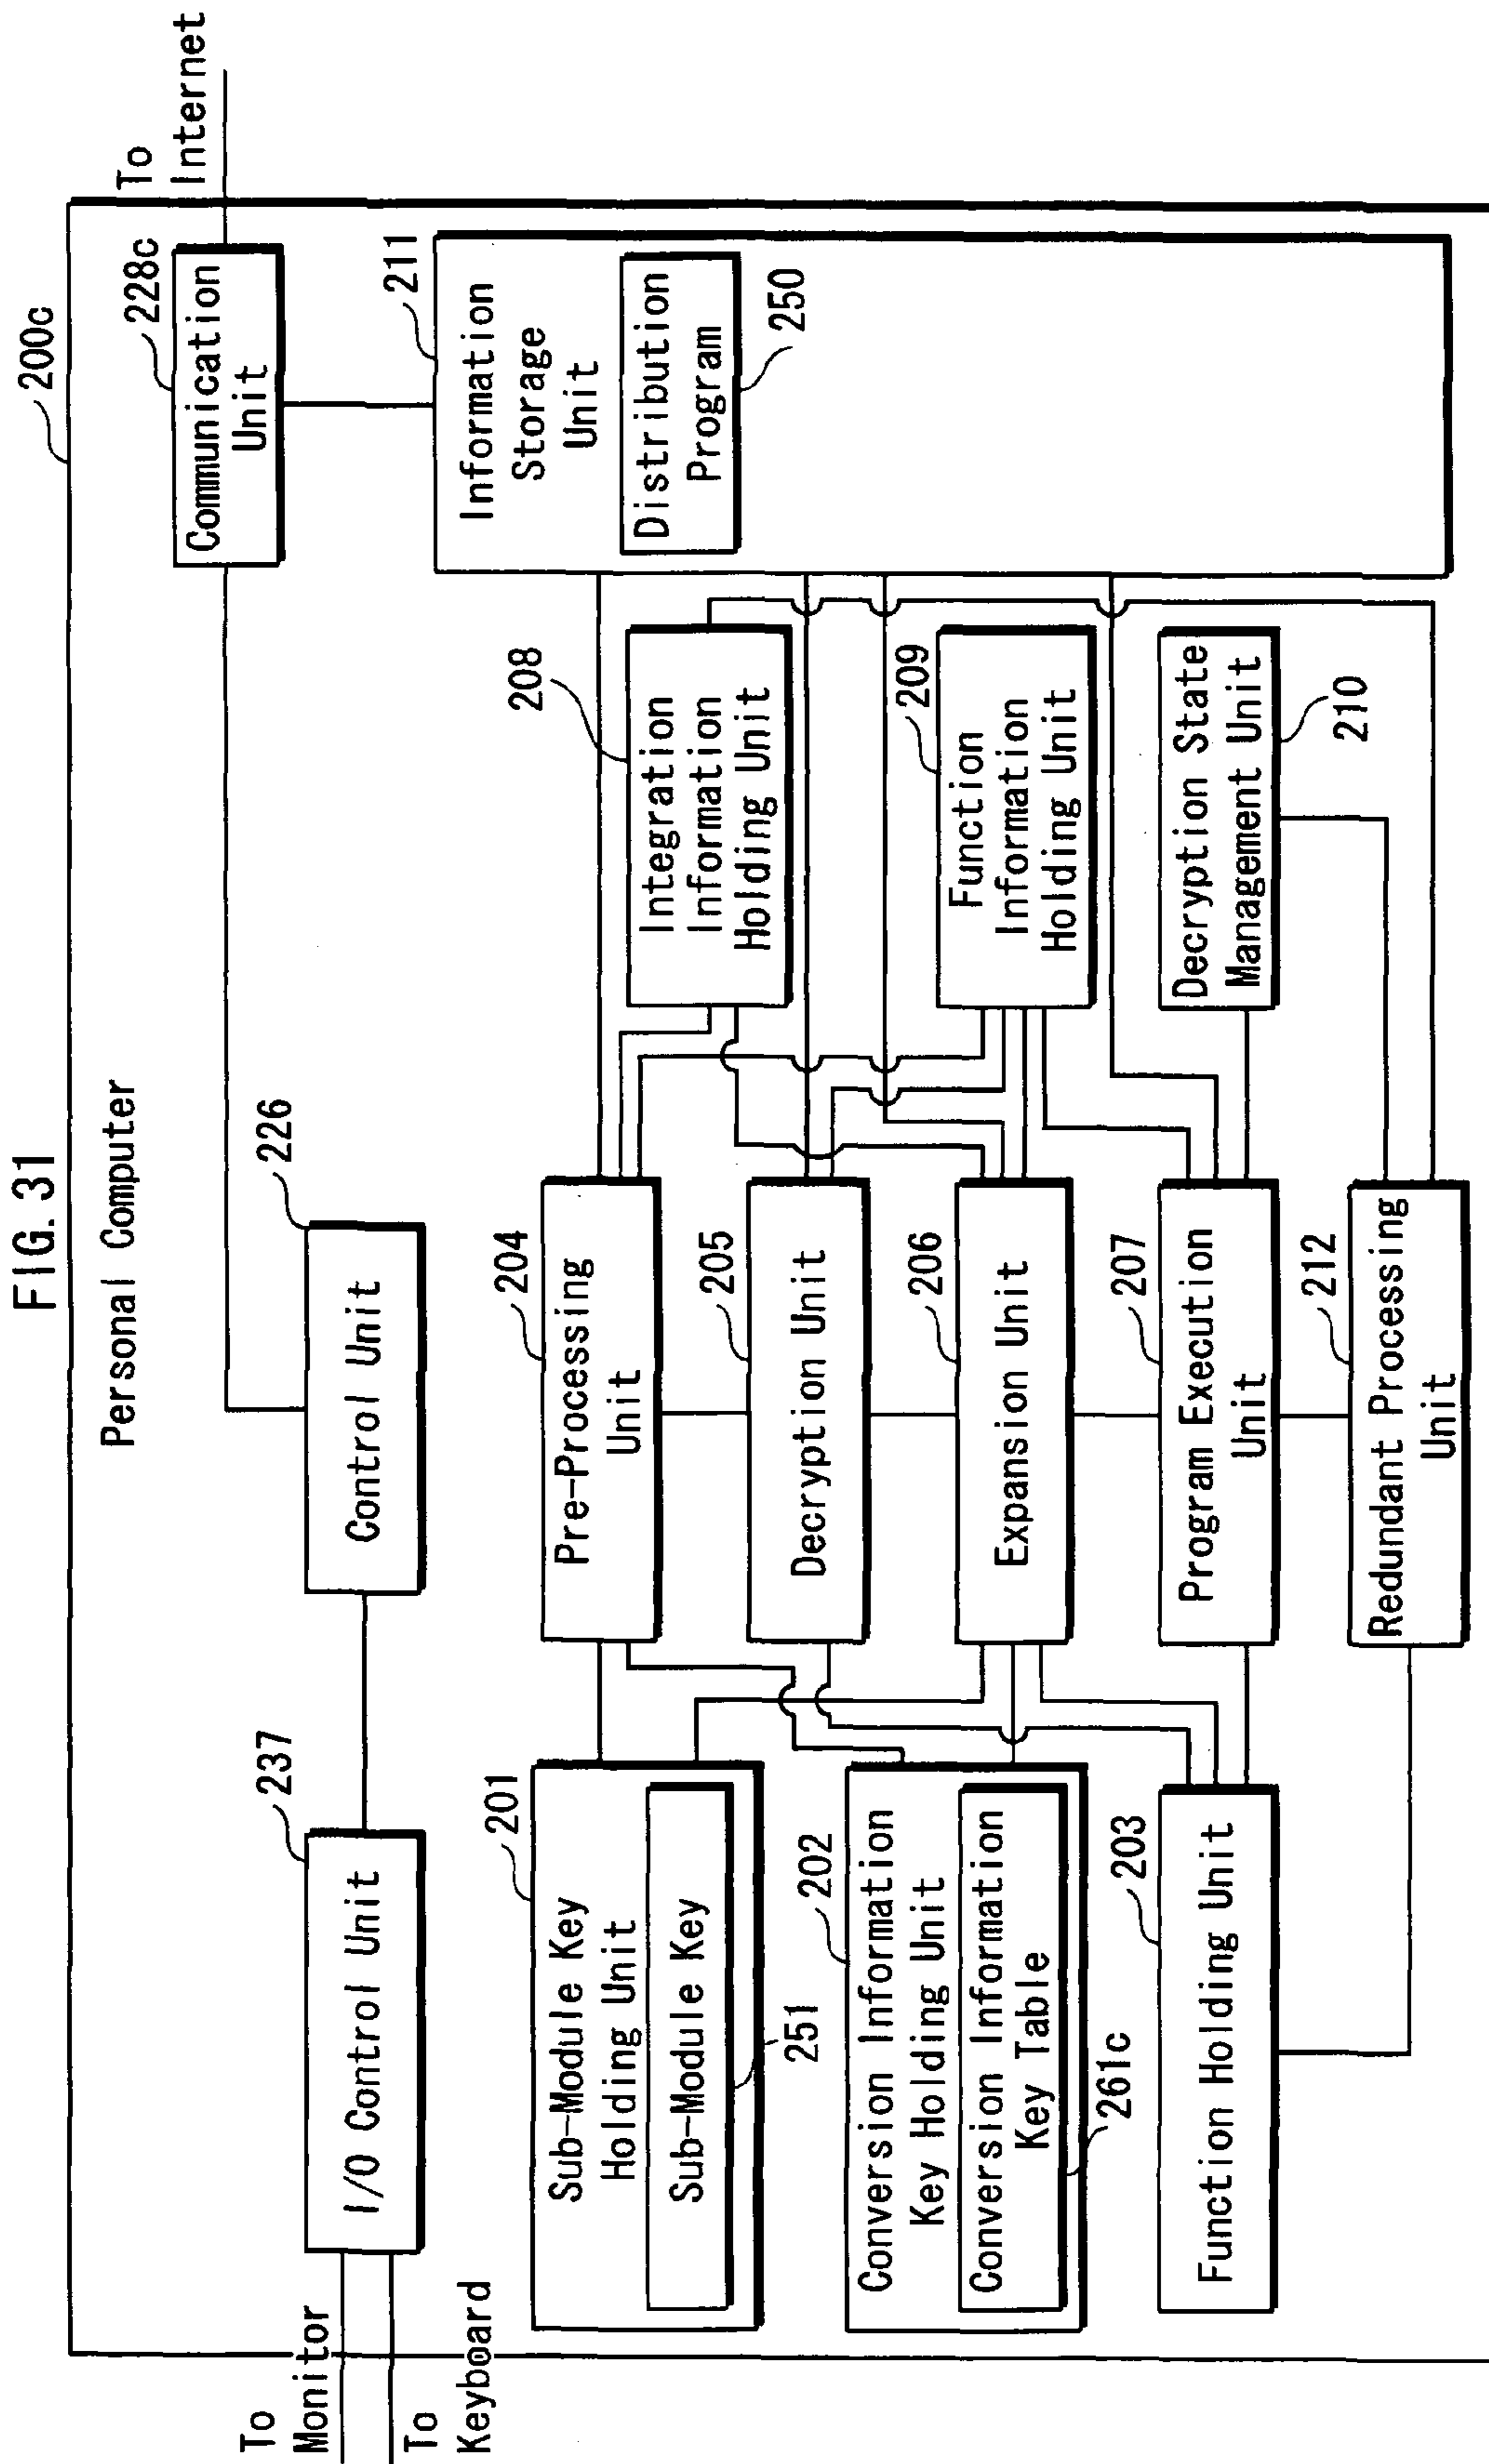 FIG. 31
200c
Personal Computer
To
Internet
To
Monitor
To
Keyboard
237
I/O Control Unit
226
Control Unit
228c
Communication
Unit
201
Sub-Module Key
Holding Unit
Sub-Module Key
251
202
Conversion Information
Key Holding Unit
Conversion Information
Key Table
261c
203
Function Holding Unit
204
Pre-Processing
Unit
205
Decryption Unit
206
Expansion Unit
207
Program Execution
Unit
212
Redundant Processing
Unit
208
Integration
Information
Holding Unit
209
Function
Information
Holding Unit
Decryption State
Management Unit
210
211
Information
Storage
Unit
Distribution
Program
250